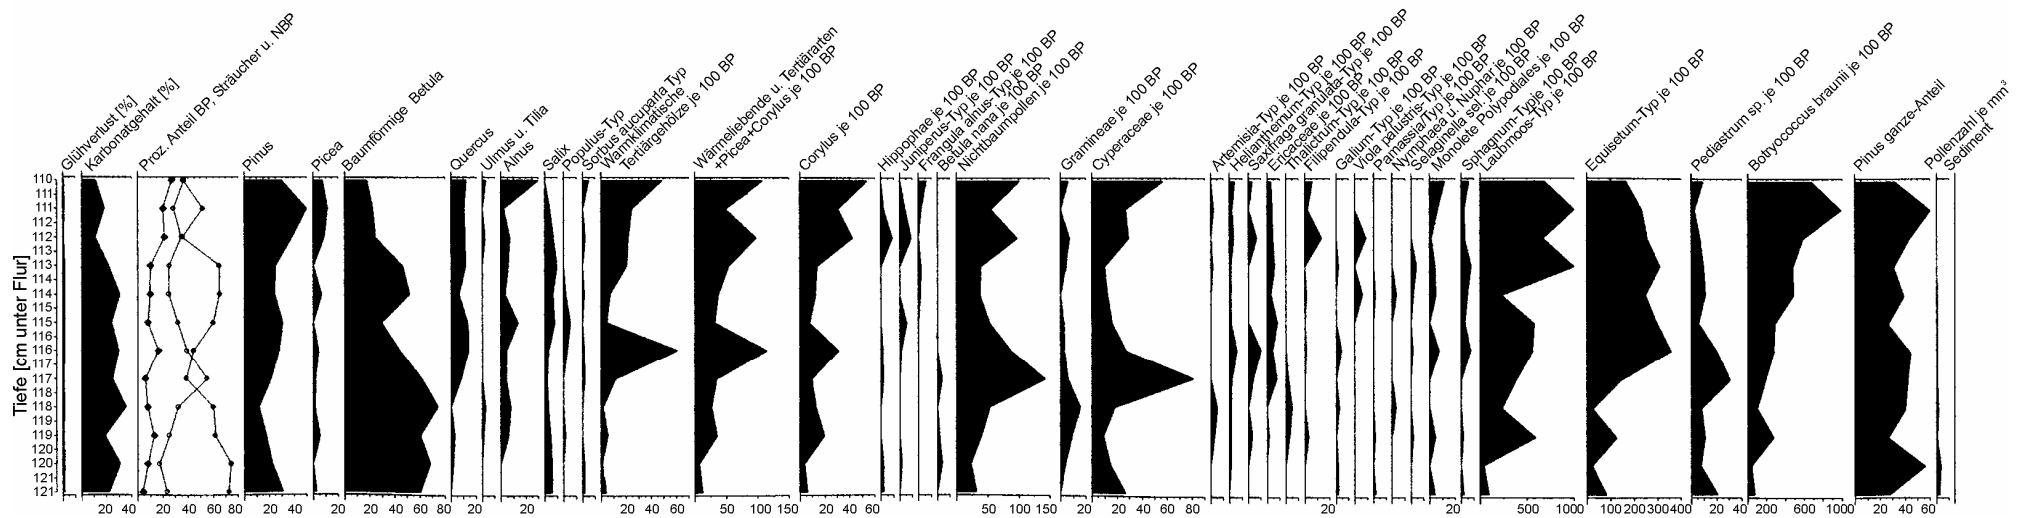 Glühverlust [%]
Karbonatgehalt [%]
Proz. Anteil BP, Sträucher u. NBP
Pinus
Picea
Baumförmige Betula
Quercus
Ulmus u. Tilia
Alnus
Salix
Populus-Typ
Sorbus aucuparia Typ
Warmklimatische
Tertiärgehölze je 100 BP
Wärmeliebende u. Tertiärarten
+Picea+Corylus je 100 BP
Corylus je 100 BP
Hippophae je 100 BP
Juniperus-Typ je 100 BP
Frangula alnus-Typ je 100 BP
Betula nana je 100 BP
Nichtbaumpollen je 100 BP
Gramineae je 100 BP
Cyperaceae je 100 BP
Artemisia-Typ je 100 BP
Helianthemum-Typ je 100 BP
Saxifraga granulata-Typ je 100 BP
Ericaceae je 100 BP
Thalictrum-Typ je 100 BP
Filipendula-Typ je 100 BP
Galium-Typ je 100 BP
Viola palustris-Typ je 100 BP
Parnassia/Typ je 100 BP
Nymphaea u. Nuphar je 100 BP
Selaginella sel. je 100 BP
Monolete Polypodiales je 100 BP
Sphagnum-Typ je 100 BP
Laubmoos-Typ je 100 BP
Equisetum-Typ je 100 BP
Pediastrum sp. je 100 BP
Botryococcus braunii je 100 BP
Pinus ganze-Anteil
Pollenzahl je mm³
Sediment
Tiefe [cm unter Flur]
110
111
112
112
113
114
115
116
117
118
119
120
121
121
20 40 20 40 60 80 20 40 20 20 40 60 80 20 20 20 40 60 50 100 150 20 40 60 50 100 150 20 20 40 60 80 20 20 500 1000 100 200 300 400 20 40 200 600 1000 20 40 60